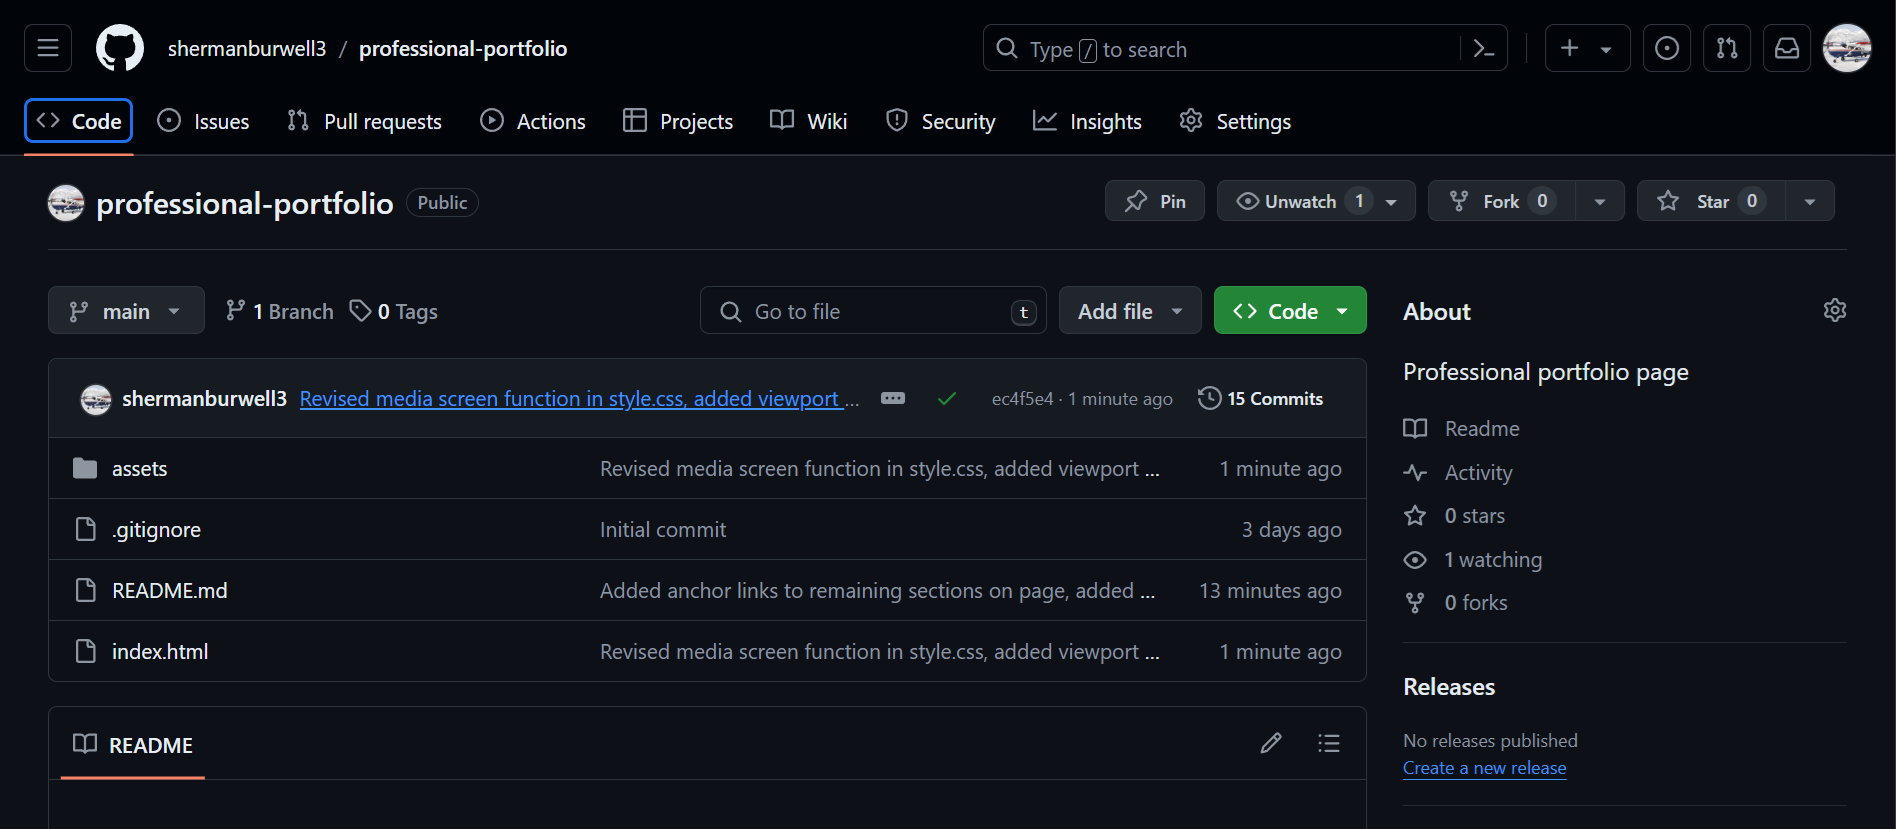 shermanburwell3 / professional-portfolio
Type / to search
Code
Issues
Pull requests
Actions
Projects
Wiki
Security
Insights
Settings
professional-portfolio
Public
Pin
Unwatch 1
Fork 0
Star 0
main
1 Branch
0 Tags
Go to file
t
Add file
Code
shermanburwell3 Revised media screen function in style.css, added viewport ...
ec4f5e4 · 1 minute ago
15 Commits
assets
Revised media screen function in style.css, added viewport ...
1 minute ago
.gitignore
Initial commit
3 days ago
README.md
Added anchor links to remaining sections on page, added ...
13 minutes ago
index.html
Revised media screen function in style.css, added viewport ...
1 minute ago
README
About
Professional portfolio page
Readme
Activity
0 stars
1 watching
0 forks
Releases
No releases published
Create a new release